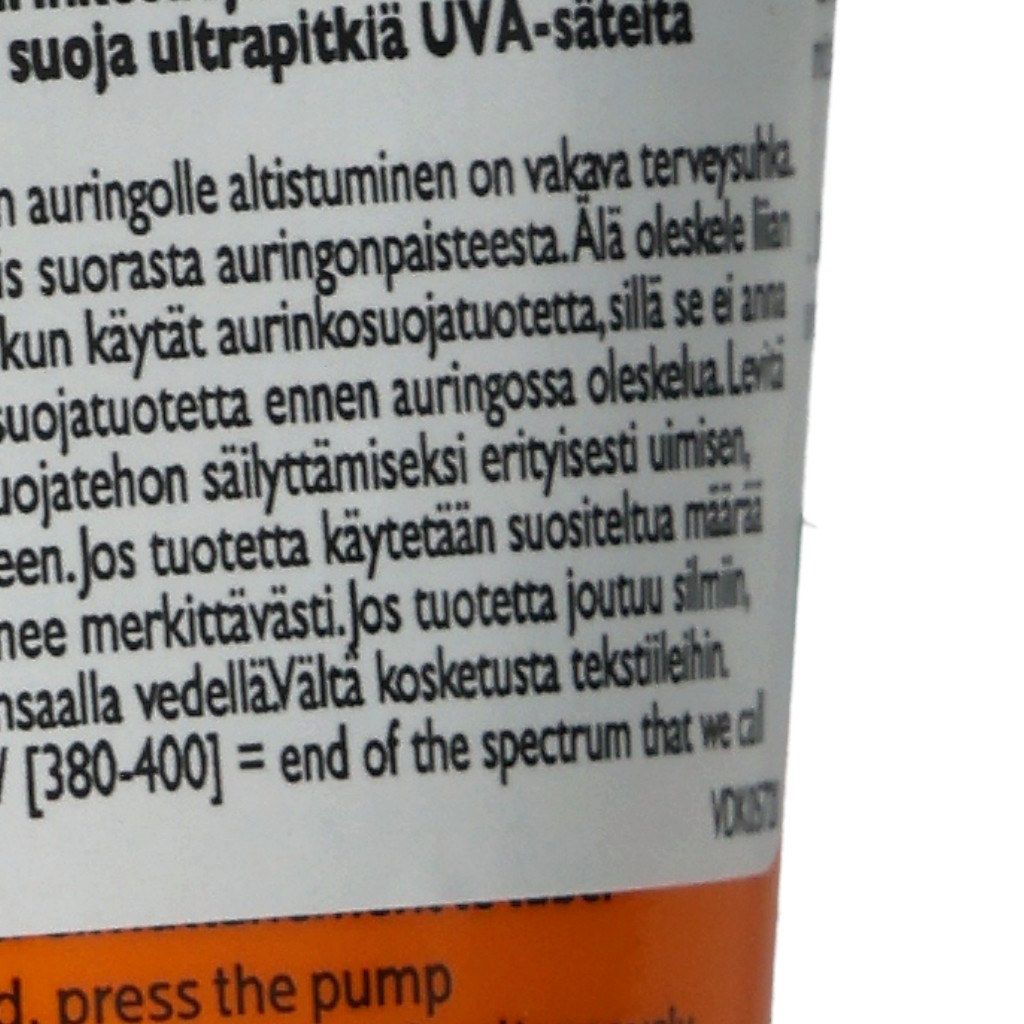 suoja ultrapitkiä UVA-säteitä
auringolle altistuminen on vakava terveysuhka.
suorasta auringonpaisteesta. Älä oleskele liian
kun käytät aurinkosuojatuotetta, sillä se ei anna
suojatuotetta ennen auringossa oleskelua. Levitä
uojatehon säilyttämiseksi erityisesti uimisen,
een. Jos tuotetta käytetään suositeltua määrää
nee merkittävästi. Jos tuotetta joutuu silmiin,
nsaalla vedellä. Vältä kosketusta tekstiileihin.
[380-400] = end of the spectrum that we call
d, press the pump